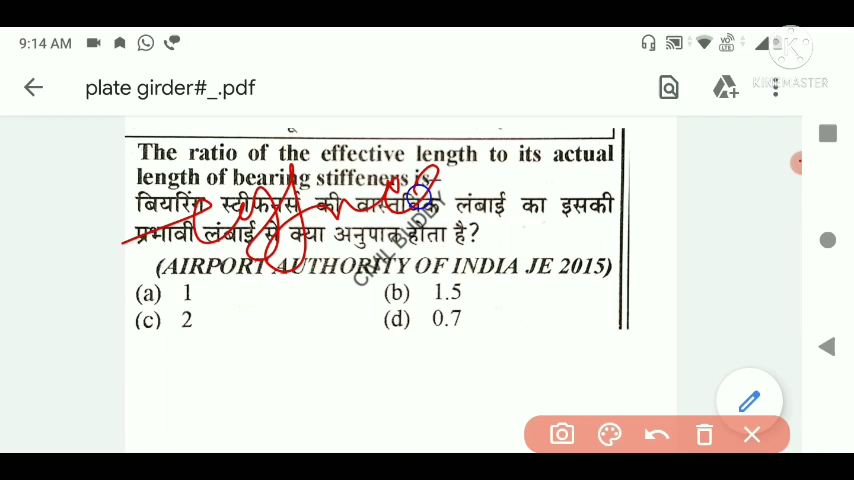 9:14 AM
KINEMASTER
plate girder#_.pdf
The ratio of the effective length to its actual
length of bearing stiffeners is-
बियरिंग स्टीफनर्स की वास्तविक लंबाई का इसकी
प्रभावी लंबाई से क्या अनुपात होता है?
(AIRPORT AUTHORITY OF INDIA JE 2015)
CIVIL BUDDY
(a) 1 (b) 1.5
(c) 2 (d) 0.7